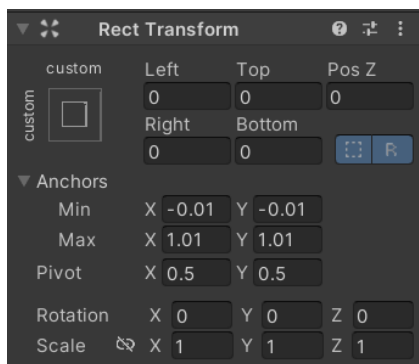 Rect Transform
custom
custom
Left Top Pos Z
0 0 0
Right Bottom
0 0 R
Anchors
Min X -0.01 Y -0.01
Max X 1.01 Y 1.01
Pivot X 0.5 Y 0.5
Rotation X 0 Y 0 Z 0
Scale X 1 Y 1 Z 1